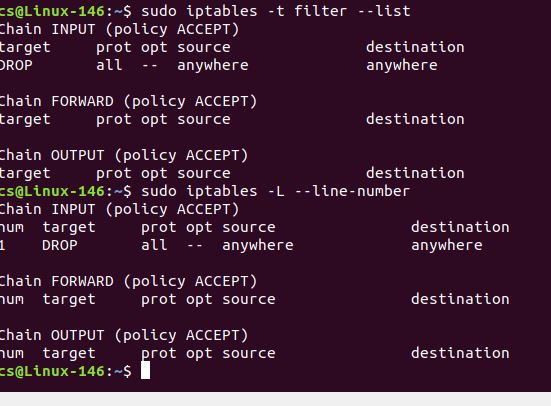 cs@Linux-146:~$ sudo iptables -t filter --list
Chain INPUT (policy ACCEPT)
target prot opt source destination
DROP all -- anywhere anywhere
Chain FORWARD (policy ACCEPT)
target prot opt source destination
Chain OUTPUT (policy ACCEPT)
target prot opt source destination
cs@Linux-146:~$ sudo iptables -L --line-number
Chain INPUT (policy ACCEPT)
num target prot opt source destination
1 DROP all -- anywhere anywhere
Chain FORWARD (policy ACCEPT)
num target prot opt source destination
Chain OUTPUT (policy ACCEPT)
num target prot opt source destination
cs@Linux-146:~$